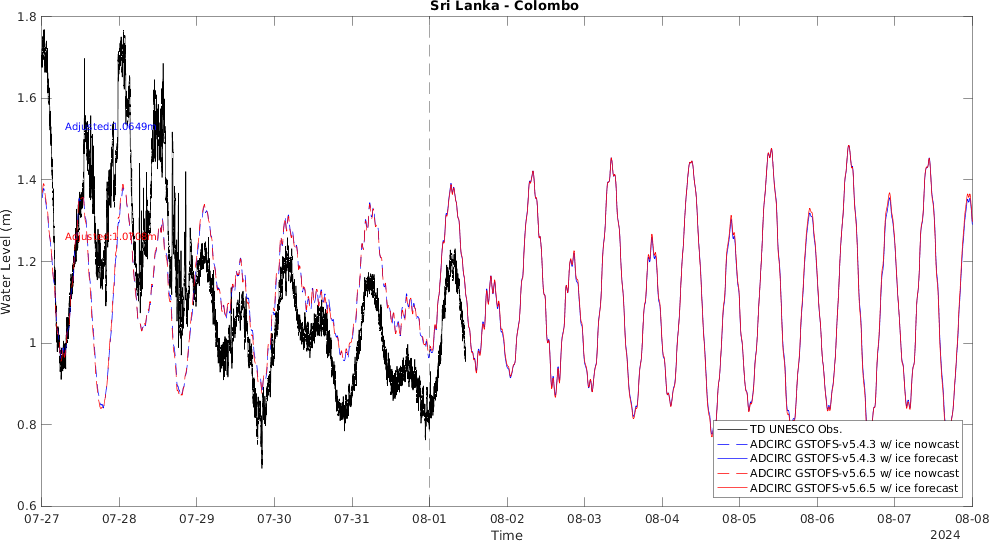 Sri Lanka - Colombo
1.8
1.6
1.4
1.2
1
0.8
0.6
Water Level (m)
Adjusted:1.0649m
TD UNESCO Obs.
ADCIRC GSTOFS-v5.4.3 w/ ice nowcast
ADCIRC GSTOFS-v5.4.3 w/ ice forecast
ADCIRC GSTOFS-v5.6.5 w/ ice nowcast
ADCIRC GSTOFS-v5.6.5 w/ ice forecast
07-27 07-28 07-29 07-30 07-31 08-01 08-02 08-03 08-04 08-05 08-06 08-07 08-08
Time
2024